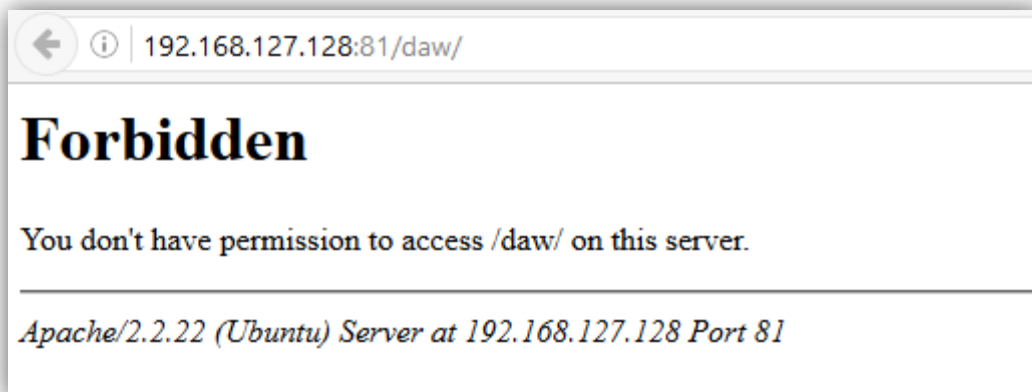 192.168.127.128:81/daw/
Forbidden
You don't have permission to access /daw/ on this server.
Apache/2.2.22 (Ubuntu) Server at 192.168.127.128 Port 81